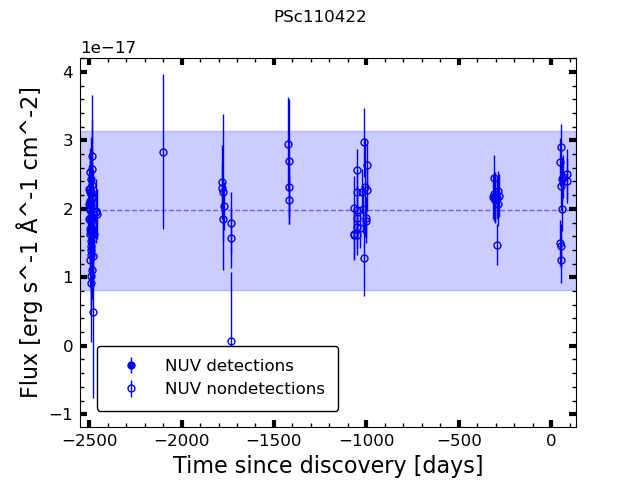 PSc110422
1e−17
4
3
2
1
0
−1
Flux [erg s^-1 Å^-1 cm^-2]
NUV detections
NUV nondetections
−2500 −2000 −1500 −1000 −500 0
Time since discovery [days]